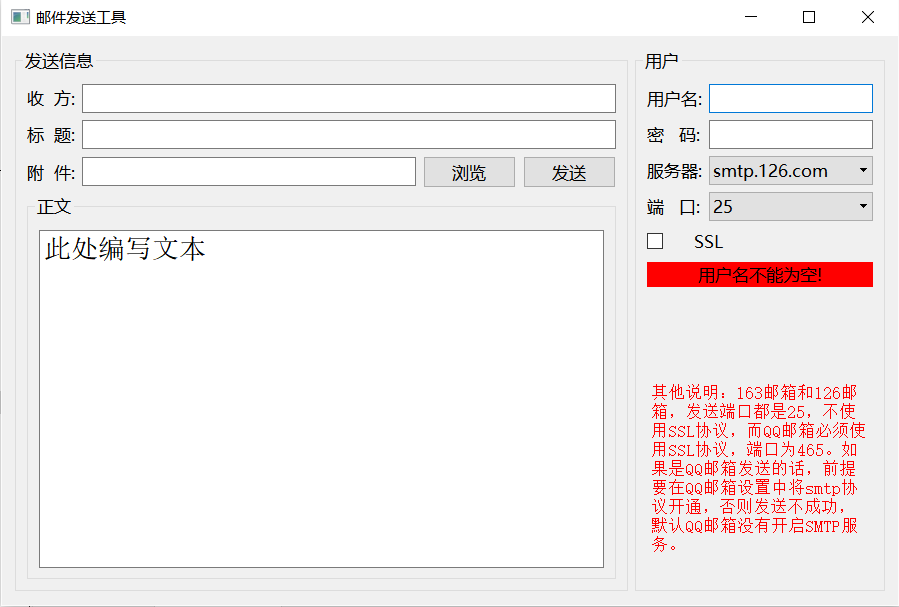 邮件发送工具
发送信息
收 方:
标 题:
附 件:
浏览
发送
正文
此处编写文本
用户
用户名:
密 码:
服务器: smtp.126.com
端 口: 25
SSL
用户名不能为空!
其他说明：163邮箱和126邮
箱，发送端口都是25，不使
用SSL协议，而QQ邮箱必须使
用SSL协议，端口为465。如
果是QQ邮箱发送的话，前提
要在QQ邮箱设置中将smtp协
议开通，否则发送不成功，
默认QQ邮箱没有开启SMTP服
务。